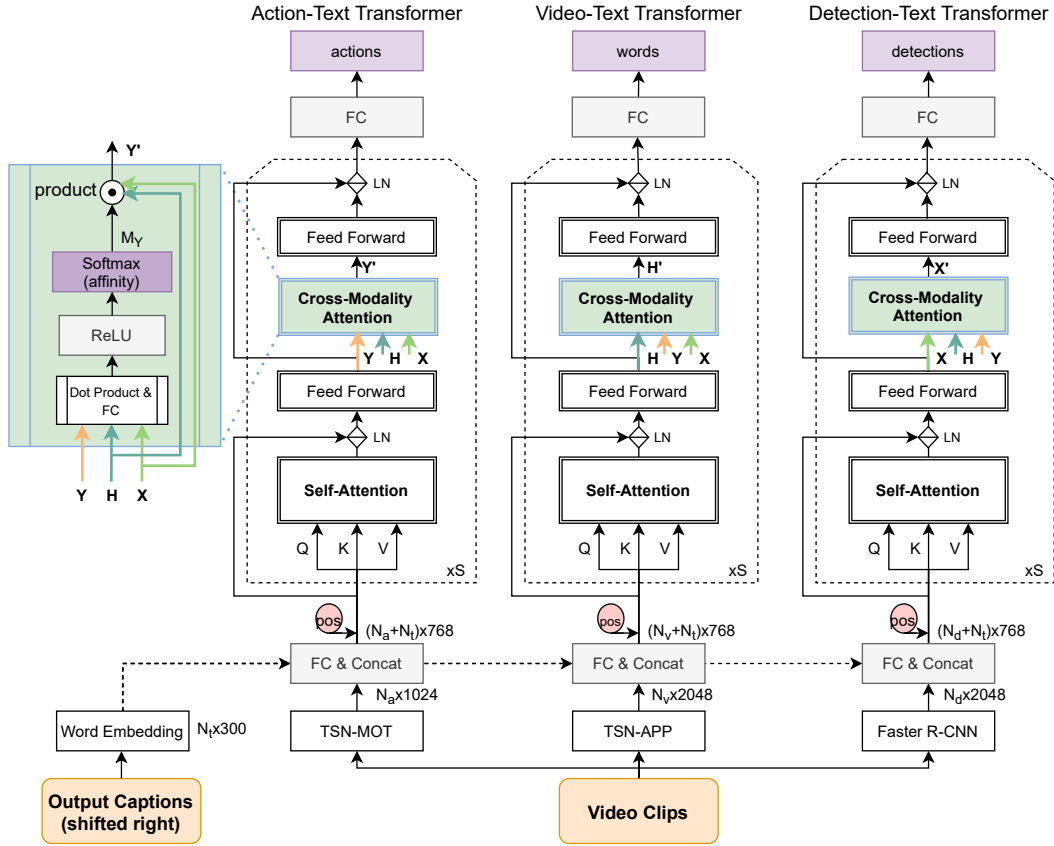 Action-Text Transformer
Video-Text Transformer
Detection-Text Transformer
actions
words
detections
FC
FC
FC
Y'
product
M_Y
Softmax
(affinity)
ReLU
Dot Product &
FC
Y H X
LN
LN
LN
Feed Forward
Feed Forward
Feed Forward
Y'
H'
X'
Cross-Modality
Attention
Cross-Modality
Attention
Cross-Modality
Attention
Y H X
H Y X
X H Y
Feed Forward
Feed Forward
Feed Forward
LN
LN
LN
Self-Attention
Self-Attention
Self-Attention
Q K V
Q K V
Q K V
xS
xS
xS
pos
(N_a+N_t)x768
pos
(N_v+N_t)x768
pos
(N_d+N_t)x768
FC & Concat
FC & Concat
FC & Concat
N_ax1024
N_vx2048
N_dx2048
Word Embedding
N_tx300
TSN-MOT
TSN-APP
Faster R-CNN
Output Captions
(shifted right)
Video Clips